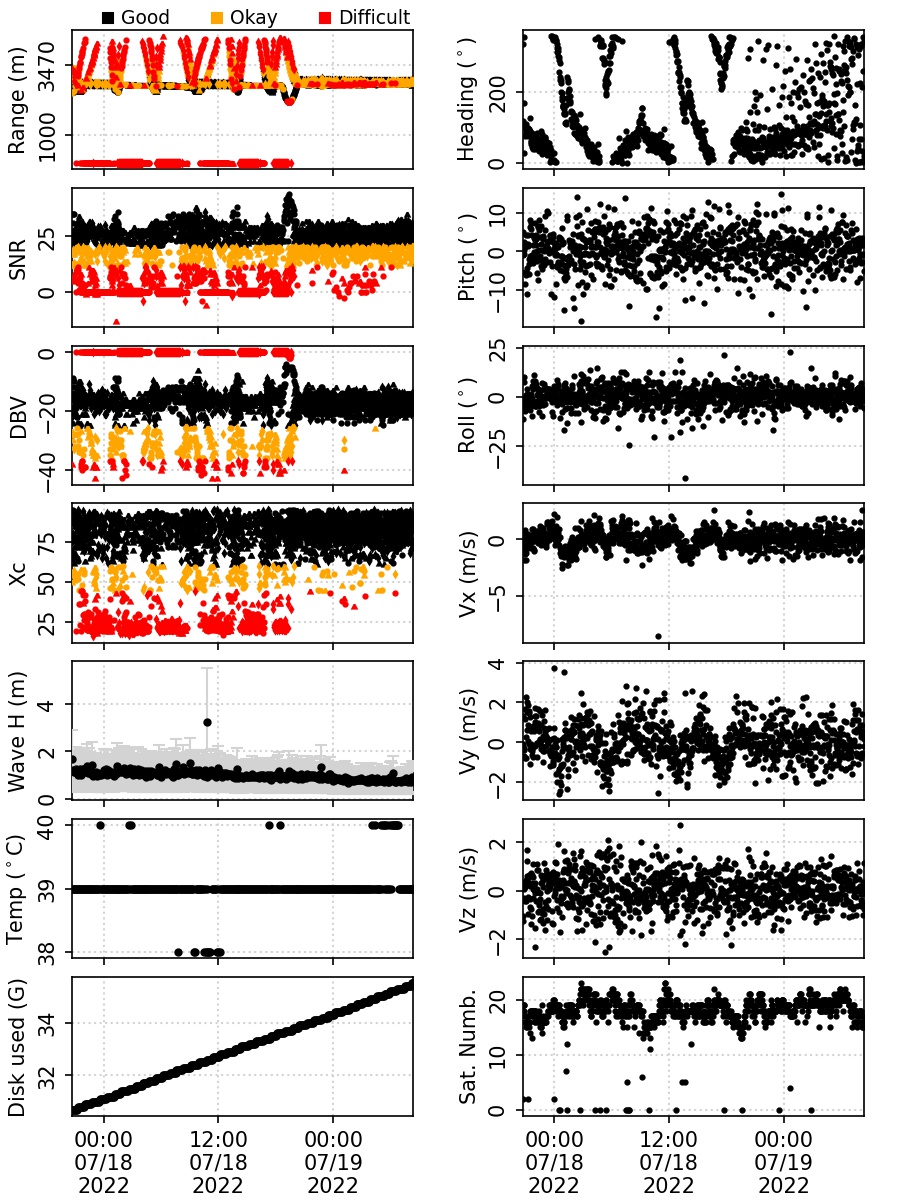 Good Okay Difficult
Range (m)
3470
1000
Heading (°)
200
0
SNR
25
0
Pitch (°)
10
0
−10
DBV
0
−20
−40
Roll (°)
25
0
−25
Xc
75
50
25
Vx (m/s)
0
−5
Wave H (m)
4
2
0
Vy (m/s)
4
2
0
−2
Temp (°C)
40
39
38
Vz (m/s)
2
0
−2
Disk used (G)
34
32
Sat. Numb.
20
10
0
00:00 12:00 00:00
07/18 07/18 07/19
2022 2022 2022
00:00 12:00 00:00
07/18 07/18 07/19
2022 2022 2022